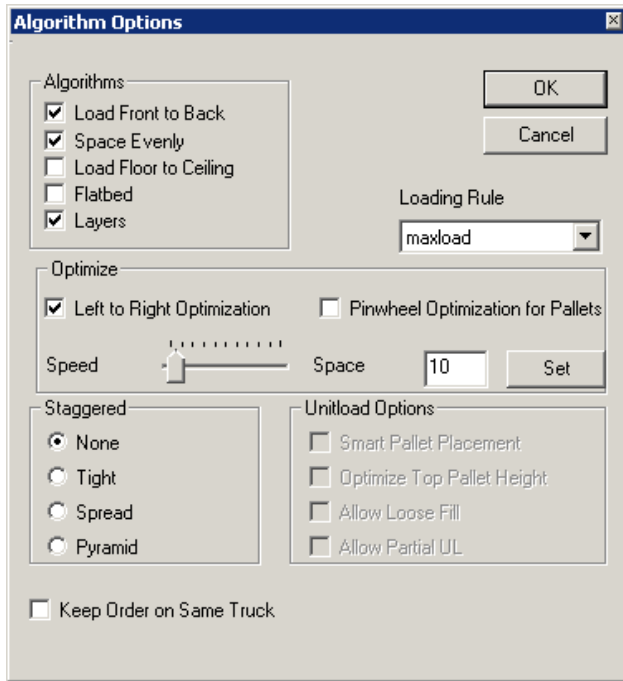 Algorithm Options
Algorithms
Load Front to Back
Space Evenly
Load Floor to Ceiling
Flatbed
Layers
OK
Cancel
Loading Rule
maxload
Optimize
Left to Right Optimization
Pinwheel Optimization for Pallets
Speed
Space
10
Set
Staggered
None
Tight
Spread
Pyramid
Unitload Options
Smart Pallet Placement
Optimize Top Pallet Height
Allow Loose Fill
Allow Partial UL
Keep Order on Same Truck